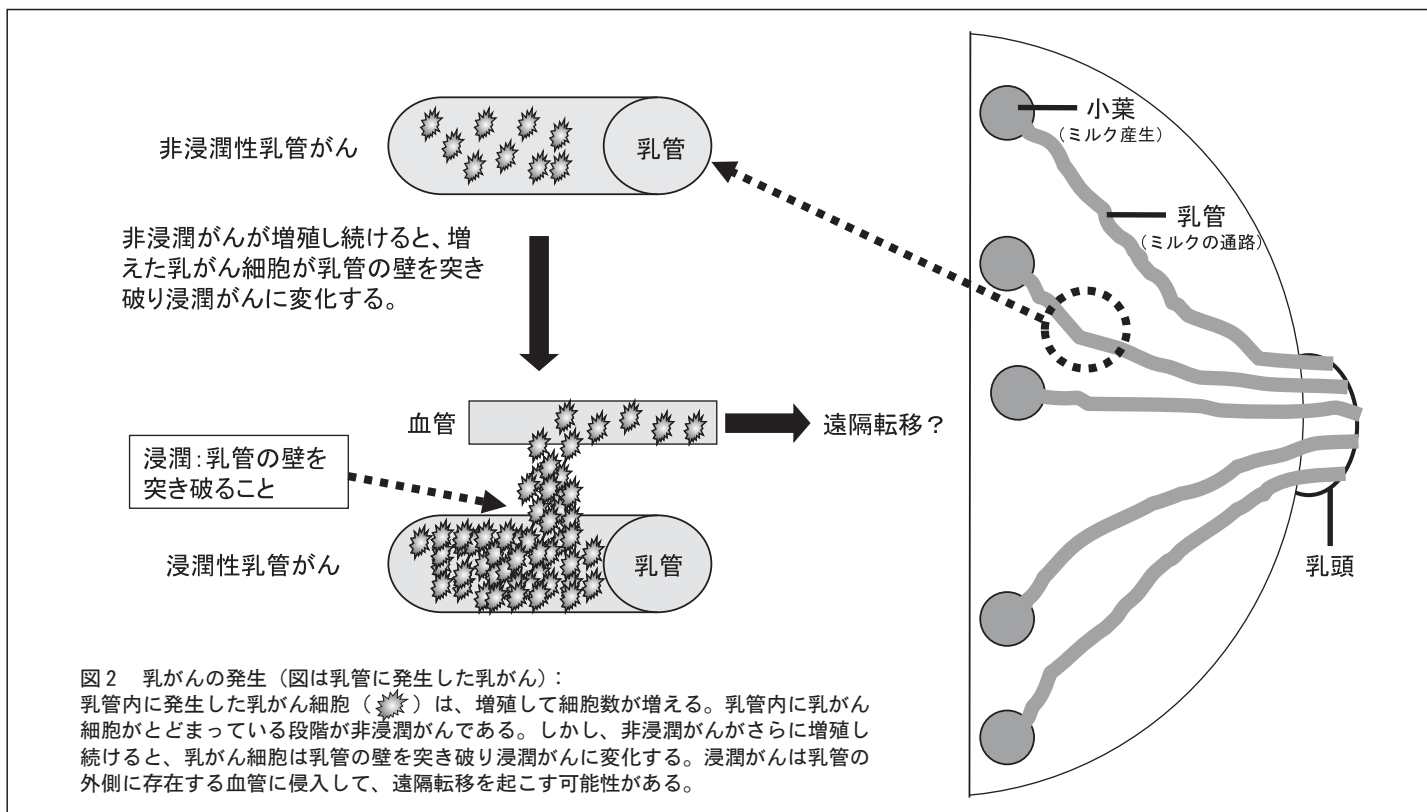 非浸潤性乳管がん
乳管
非浸潤がんが増殖し続けると、増
えた乳がん細胞が乳管の壁を突き
破り浸潤がんに変化する。
血管
遠隔転移？
浸潤：乳管の壁を
突き破ること
浸潤性乳管がん
乳管
小葉
（ミルク産生）
乳管
（ミルクの通路）
乳頭
図2　乳がんの発生（図は乳管に発生した乳がん）：
乳管内に発生した乳がん細胞（　）は、増殖して細胞数が増える。乳管内に乳がん
細胞がとどまっている段階が非浸潤がんである。しかし、非浸潤がんがさらに増殖し
続けると、乳がん細胞は乳管の壁を突き破り浸潤がんに変化する。浸潤がんは乳管の
外側に存在する血管に侵入して、遠隔転移を起こす可能性がある。